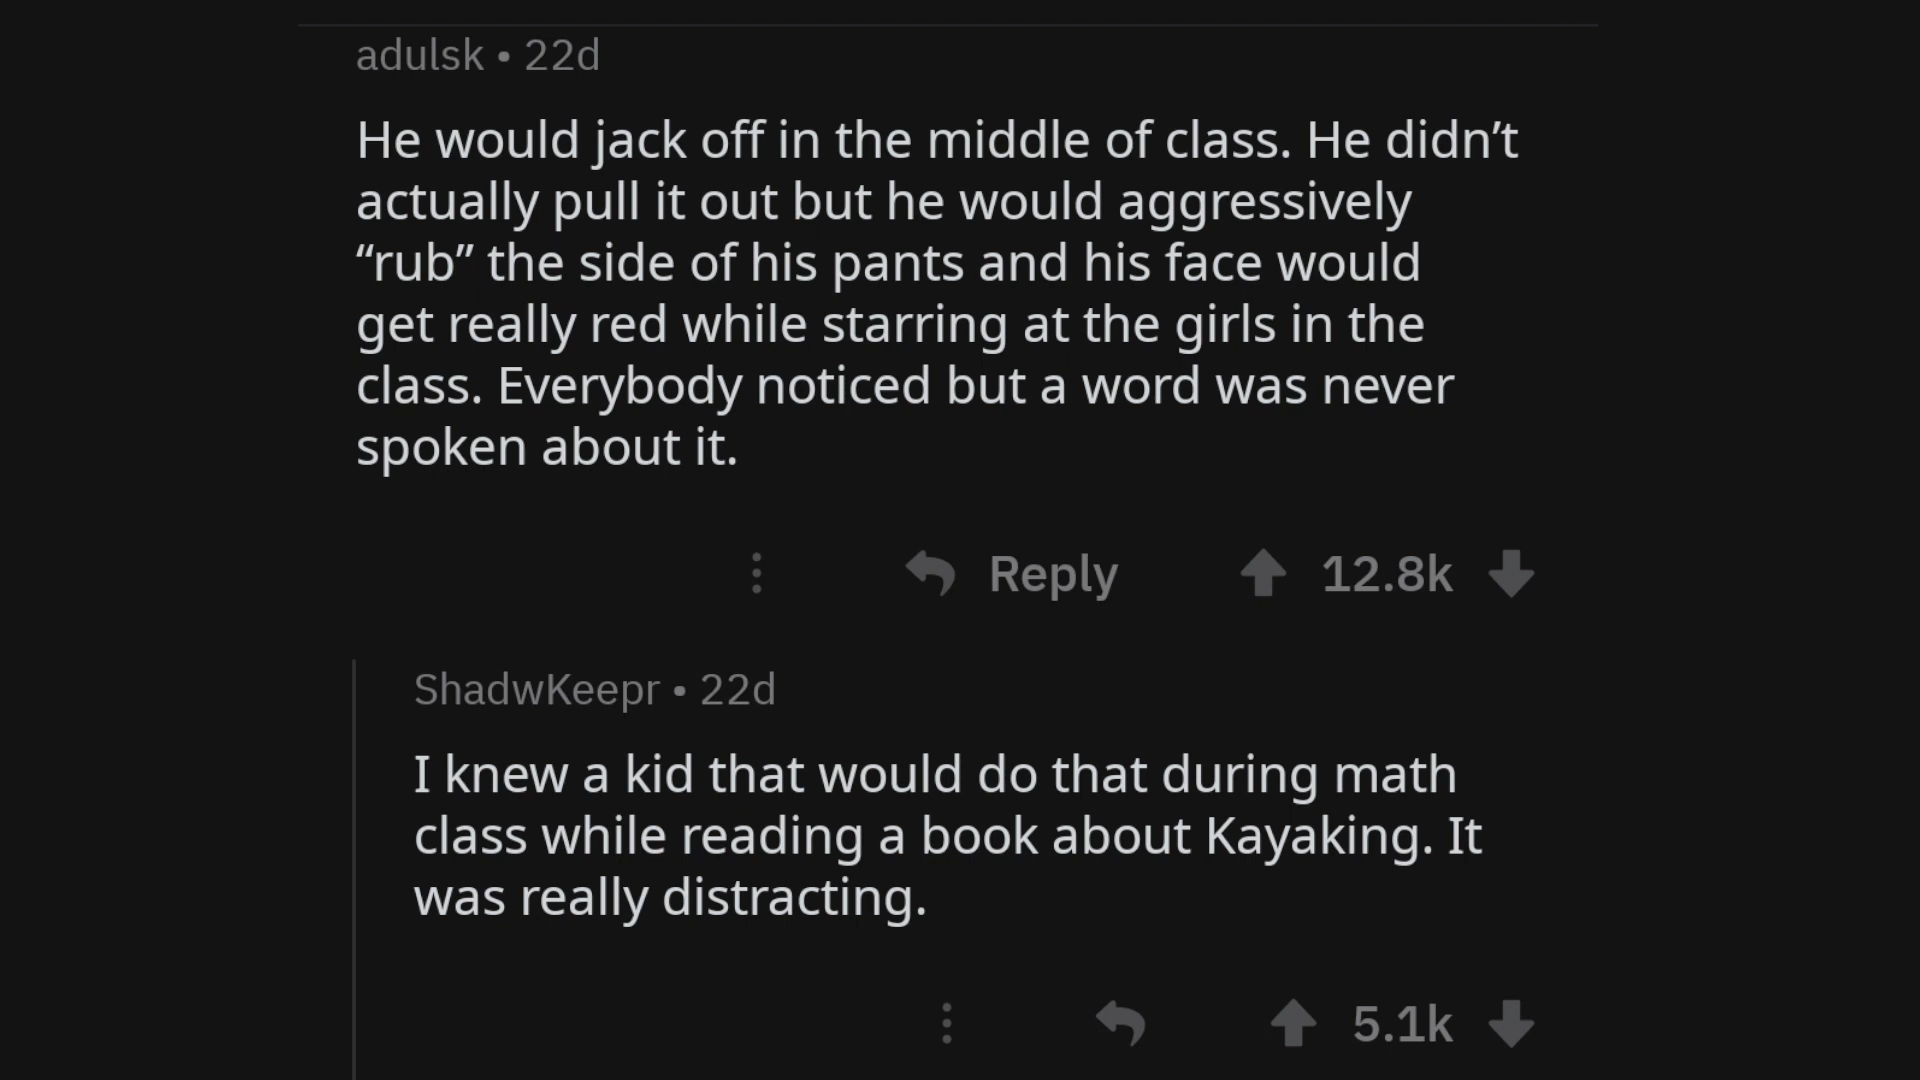 adulsk • 22d
He would jack off in the middle of class. He didn’t
actually pull it out but he would aggressively
“rub” the side of his pants and his face would
get really red while starring at the girls in the
class. Everybody noticed but a word was never
spoken about it.
Reply 12.8k
ShadwKeepr • 22d
I knew a kid that would do that during math
class while reading a book about Kayaking. It
was really distracting.
5.1k